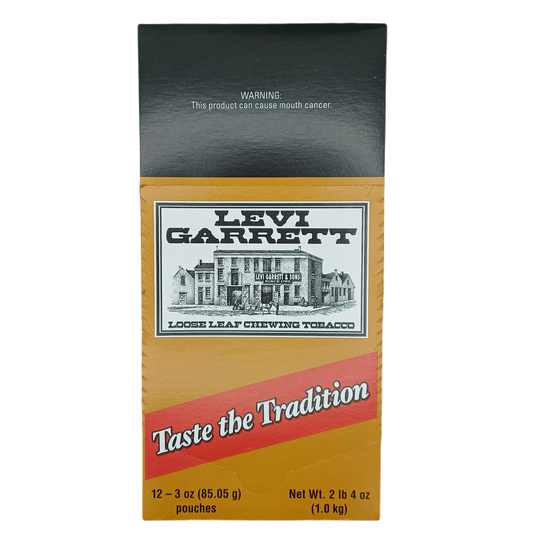 WARNING:
This product can cause mouth cancer.
LEVI
GARRETT
LEVI GARRETT & SONS
LOOSE LEAF CHEWING TOBACCO
Taste the Tradition
12 – 3 oz (85.05 g)
pouches
Net Wt. 2 lb 4 oz
(1.0 kg)